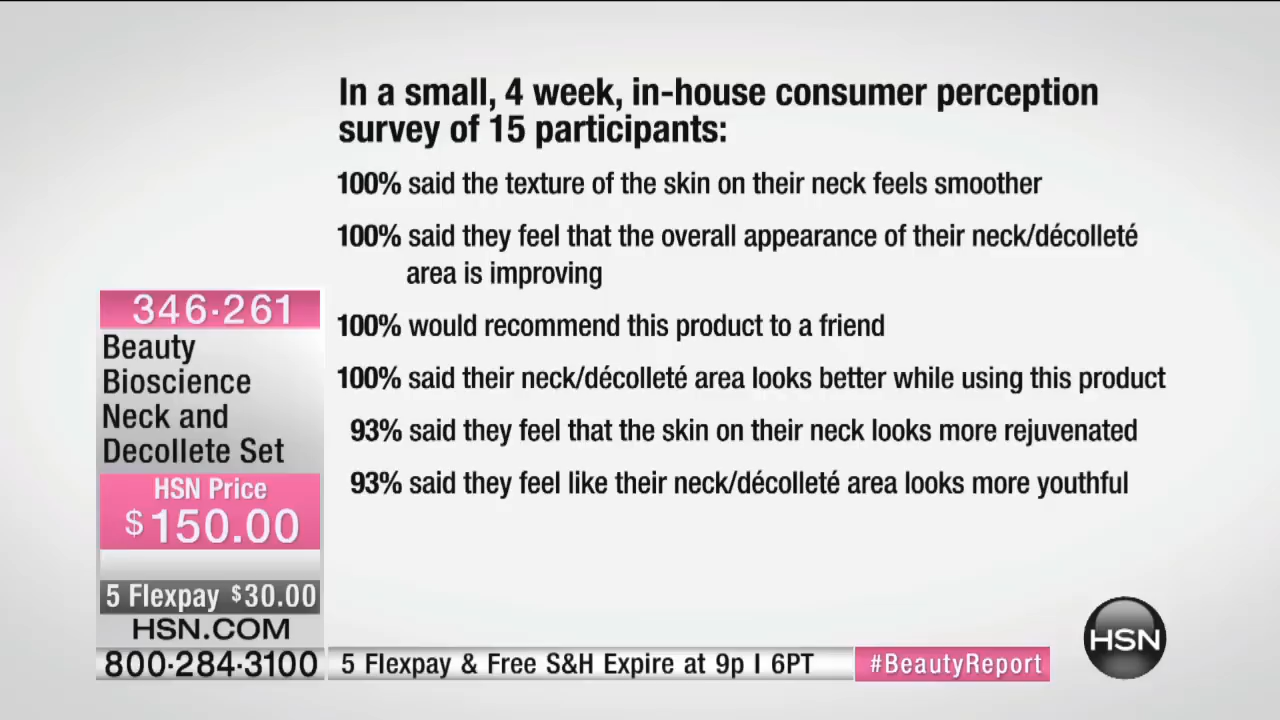 In a small, 4 week, in-house consumer perception
survey of 15 participants:
100% said the texture of the skin on their neck feels smoother
100% said they feel that the overall appearance of their neck/décolleté
area is improving
100% would recommend this product to a friend
100% said their neck/décolleté area looks better while using this product
93% said they feel that the skin on their neck looks more rejuvenated
93% said they feel like their neck/décolleté area looks more youthful
346·261
Beauty
Bioscience
Neck and
Decollete Set
HSN Price
$150.00
5 Flexpay $30.00
HSN.COM
800·284·3100
5 Flexpay & Free S&H Expire at 9p I 6PT
#BeautyReport
HSN